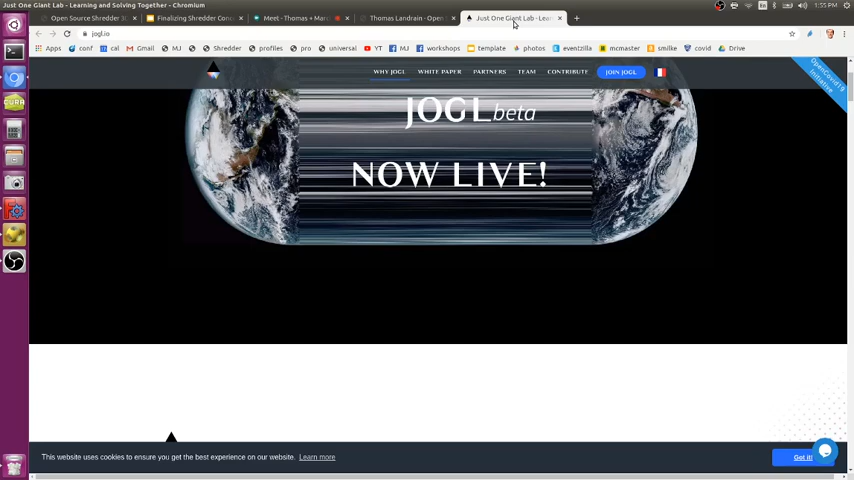 Just One Giant Lab - Learning and Solving Together - Chromium
1:55 PM
Open Source Shredder 3
Finalizing Shredder Conc
Meet - Thomas + Marc
Thomas Landrain - Open
Just One Giant Lab - Lear
jogl.io
Apps conf cal Gmail MJ Shredder profiles pro universal YT MJ workshops template photos eventzilla mcmaster smilke covid Drive
WHY JOGL WHITE PAPER PARTNERS TEAM CONTRIBUTE JOIN JOGL
OpenCovid19
Initiative
JOGL beta
NOW LIVE!
This website uses cookies to ensure you get the best experience on our website. Learn more
Got it!